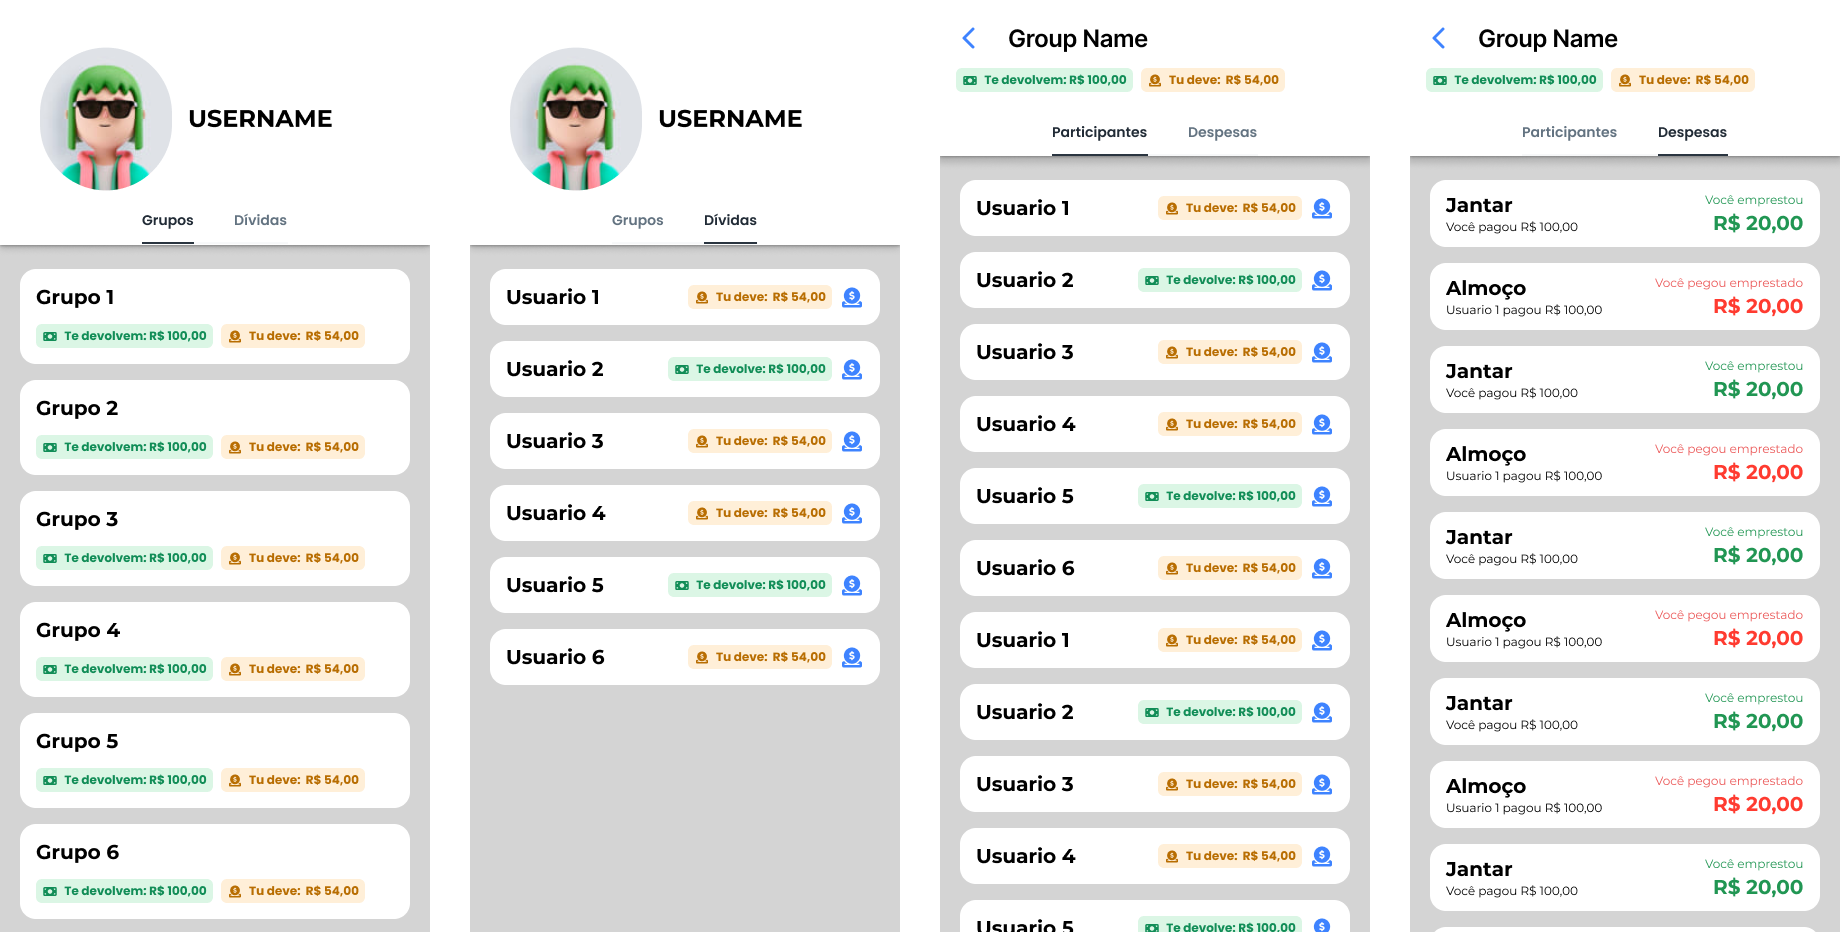 USERNAME
Grupos Dívidas
Grupo 1
Te devolvem: R$ 100,00 Tu deve: R$ 54,00
Grupo 2
Te devolvem: R$ 100,00 Tu deve: R$ 54,00
Grupo 3
Te devolvem: R$ 100,00 Tu deve: R$ 54,00
Grupo 4
Te devolvem: R$ 100,00 Tu deve: R$ 54,00
Grupo 5
Te devolvem: R$ 100,00 Tu deve: R$ 54,00
Grupo 6
Te devolvem: R$ 100,00 Tu deve: R$ 54,00
USERNAME
Grupos Dívidas
Usuario 1 Tu deve: R$ 54,00
Usuario 2 Te devolve: R$ 100,00
Usuario 3 Tu deve: R$ 54,00
Usuario 4 Tu deve: R$ 54,00
Usuario 5 Te devolve: R$ 100,00
Usuario 6 Tu deve: R$ 54,00
Group Name
Te devolvem: R$ 100,00 Tu deve: R$ 54,00
Participantes Despesas
Usuario 1 Tu deve: R$ 54,00
Usuario 2 Te devolve: R$ 100,00
Usuario 3 Tu deve: R$ 54,00
Usuario 4 Tu deve: R$ 54,00
Usuario 5 Te devolve: R$ 100,00
Usuario 6 Tu deve: R$ 54,00
Usuario 1 Tu deve: R$ 54,00
Usuario 2 Te devolve: R$ 100,00
Usuario 3 Tu deve: R$ 54,00
Usuario 4 Tu deve: R$ 54,00
Usuario 5 Te devolve: R$ 100,00
Group Name
Te devolvem: R$ 100,00 Tu deve: R$ 54,00
Participantes Despesas
Jantar Você emprestou
Você pagou R$ 100,00 R$ 20,00
Almoço Você pegou emprestado
Usuario 1 pagou R$ 100,00 R$ 20,00
Jantar Você emprestou
Você pagou R$ 100,00 R$ 20,00
Almoço Você pegou emprestado
Usuario 1 pagou R$ 100,00 R$ 20,00
Jantar Você emprestou
Você pagou R$ 100,00 R$ 20,00
Almoço Você pegou emprestado
Usuario 1 pagou R$ 100,00 R$ 20,00
Jantar Você emprestou
Você pagou R$ 100,00 R$ 20,00
Almoço Você pegou emprestado
Usuario 1 pagou R$ 100,00 R$ 20,00
Jantar Você emprestou
Você pagou R$ 100,00 R$ 20,00